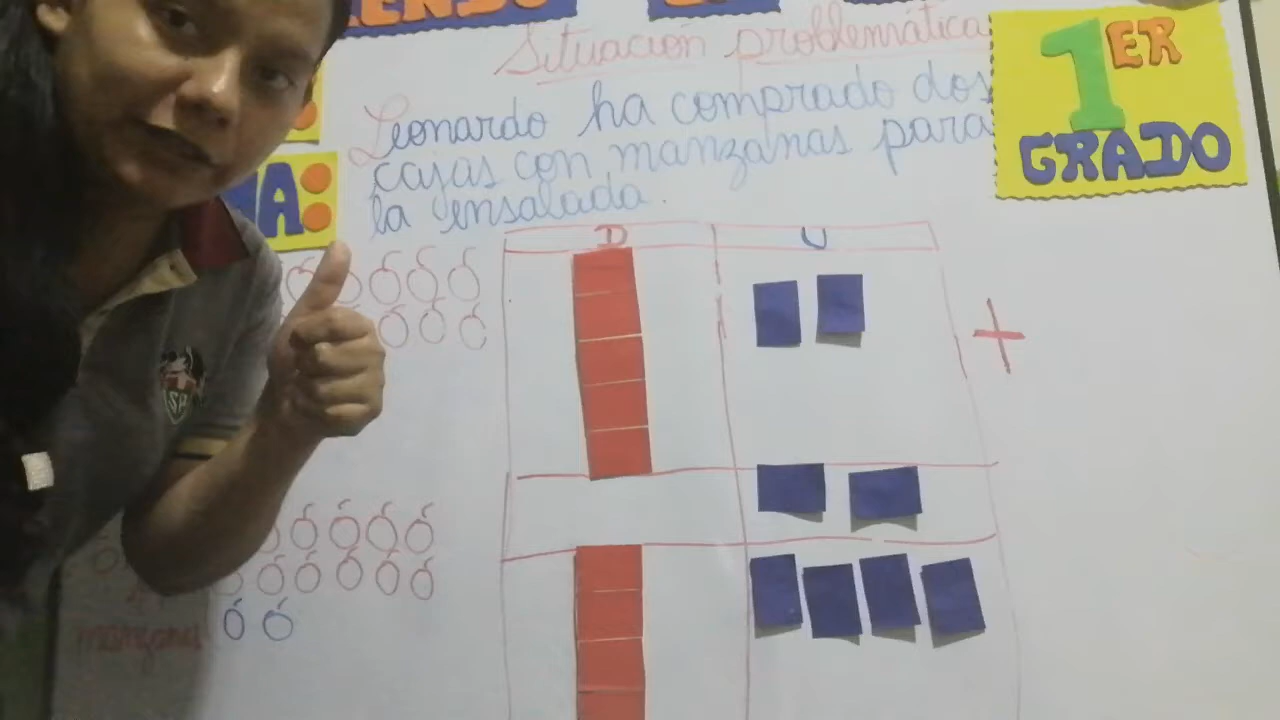 Situación problemática
1ER
GRADO
Leonardo ha comprado dos
cajas con manzanas para
la ensalada.
D U
+
manzanas